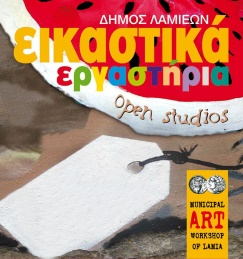 ΔΗΜΟΣ ΛΑΜΙΕΩΝ
εικαστικά
εργαστήρια
open studios
MUNICIPAL
ART
WORKSHOP
OF LAMIA